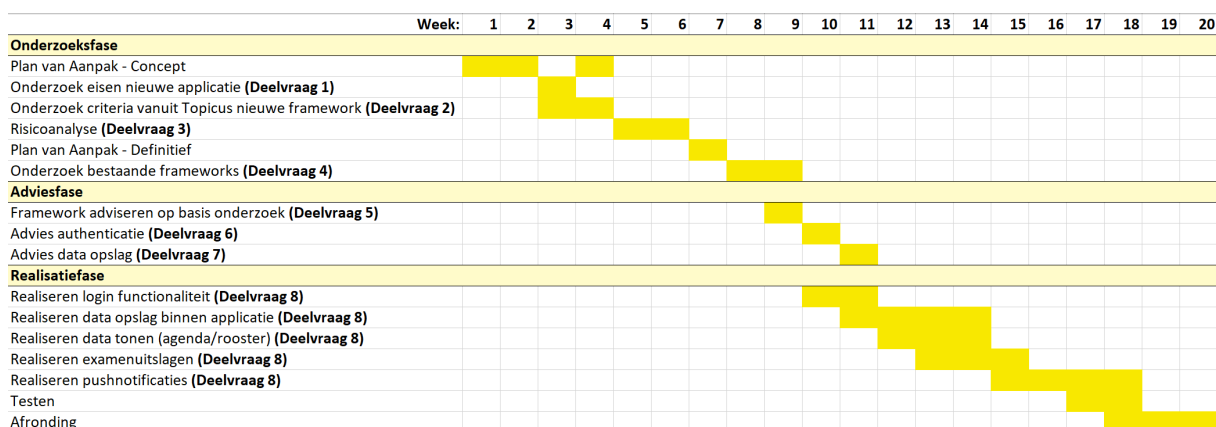 Week: 1 2 3 4 5 6 7 8 9 10 11 12 13 14 15 16 17 18 19 20
Onderzoeksfase
Plan van Aanpak - Concept
Onderzoek eisen nieuwe applicatie (Deelvraag 1)
Onderzoek criteria vanuit Topicus nieuwe framework (Deelvraag 2)
Risicoanalyse (Deelvraag 3)
Plan van Aanpak - Definitief
Onderzoek bestaande frameworks (Deelvraag 4)
Adviesfase
Framework adviseren op basis onderzoek (Deelvraag 5)
Advies authenticatie (Deelvraag 6)
Advies data opslag (Deelvraag 7)
Realisatiefase
Realiseren login functionaliteit (Deelvraag 8)
Realiseren data opslag binnen applicatie (Deelvraag 8)
Realiseren data tonen (agenda/rooster) (Deelvraag 8)
Realiseren examenuitslagen (Deelvraag 8)
Realiseren pushnotificaties (Deelvraag 8)
Testen
Afronding